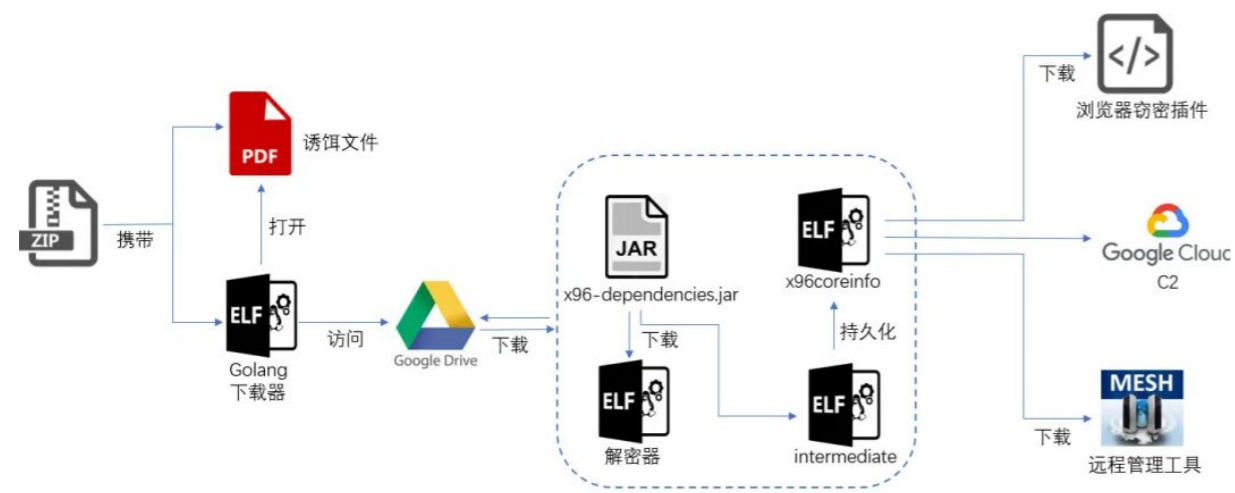 ZIP
携带
PDF
诱饵文件
打开
ELF
Golang
下载器
访问
Google Drive
下载
JAR
x96-dependencies.jar
下载
ELF
解密器
ELF
x96coreinfo
持久化
ELF
intermediate
下载
</>
浏览器窃密插件
Google Clouc
C2
下载
MESH
远程管理工具